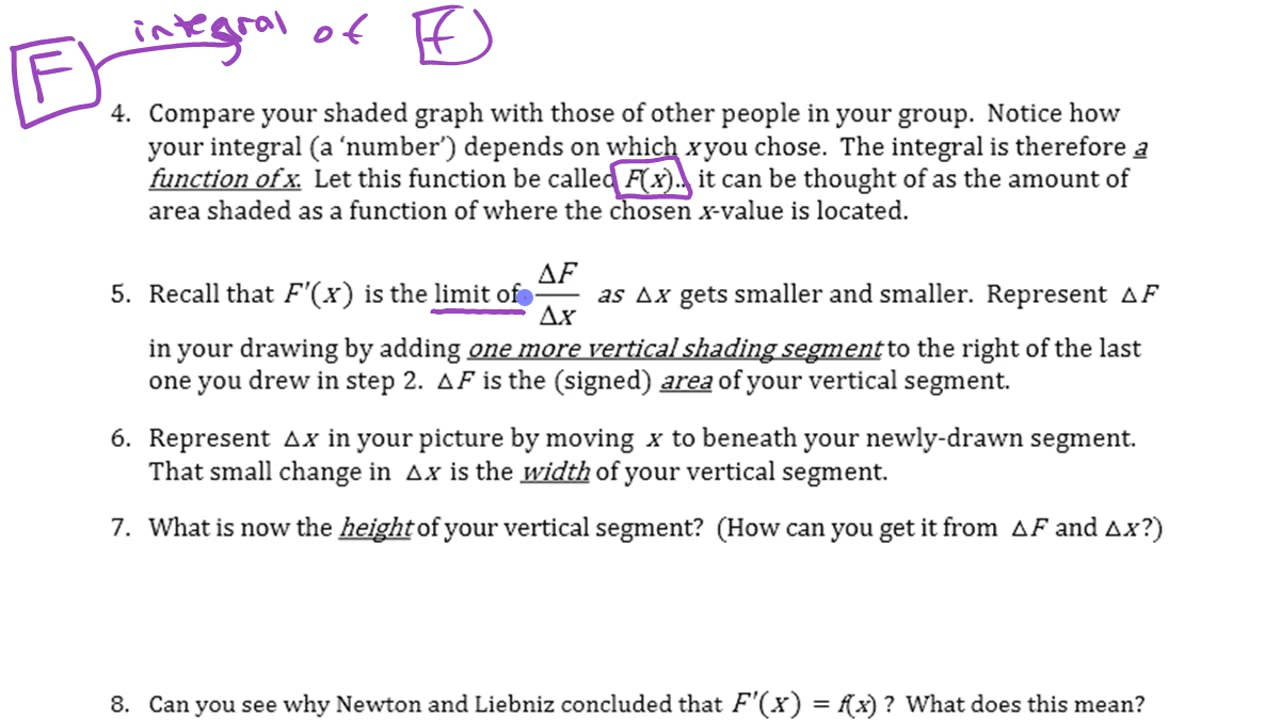 integral of f
F
4. Compare your shaded graph with those of other people in your group. Notice how
your integral (a ‘number’) depends on which x you chose. The integral is therefore a
function of x. Let this function be called F(x).. it can be thought of as the amount of
area shaded as a function of where the chosen x-value is located.
5. Recall that F'(x) is the limit of ΔF/Δx as Δx gets smaller and smaller. Represent ΔF
in your drawing by adding one more vertical shading segment to the right of the last
one you drew in step 2. ΔF is the (signed) area of your vertical segment.
6. Represent Δx in your picture by moving x to beneath your newly-drawn segment.
That small change in Δx is the width of your vertical segment.
7. What is now the height of your vertical segment? (How can you get it from ΔF and Δx?)
8. Can you see why Newton and Liebniz concluded that F'(x) = f(x) ? What does this mean?